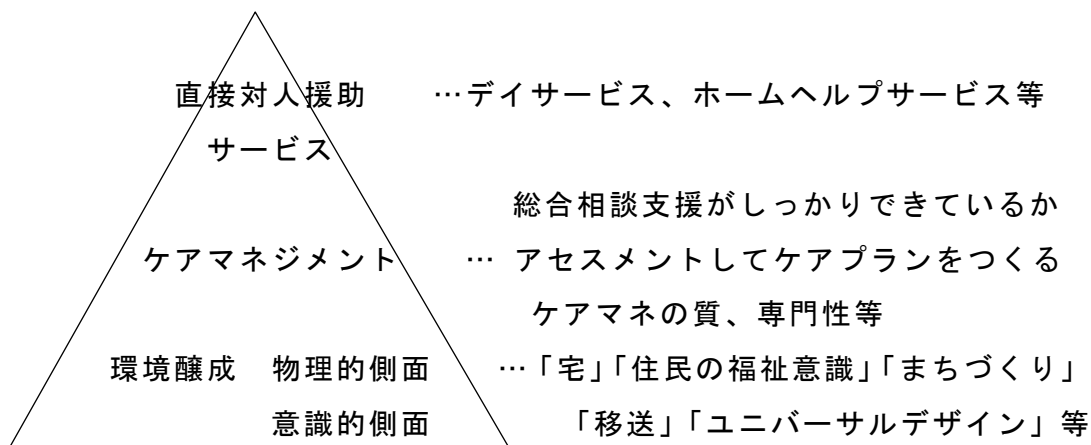 直接対人援助 …デイサービス、ホームヘルプサービス等
サービス
総合相談支援がしっかりできているか
ケアマネジメント … アセスメントしてケアプランをつくる
ケアマネの質、専門性等
環境醸成 物理的側面 …「宅」「住民の福祉意識」「まちづくり」
意識的側面 「移送」「ユニバーサルデザイン」等